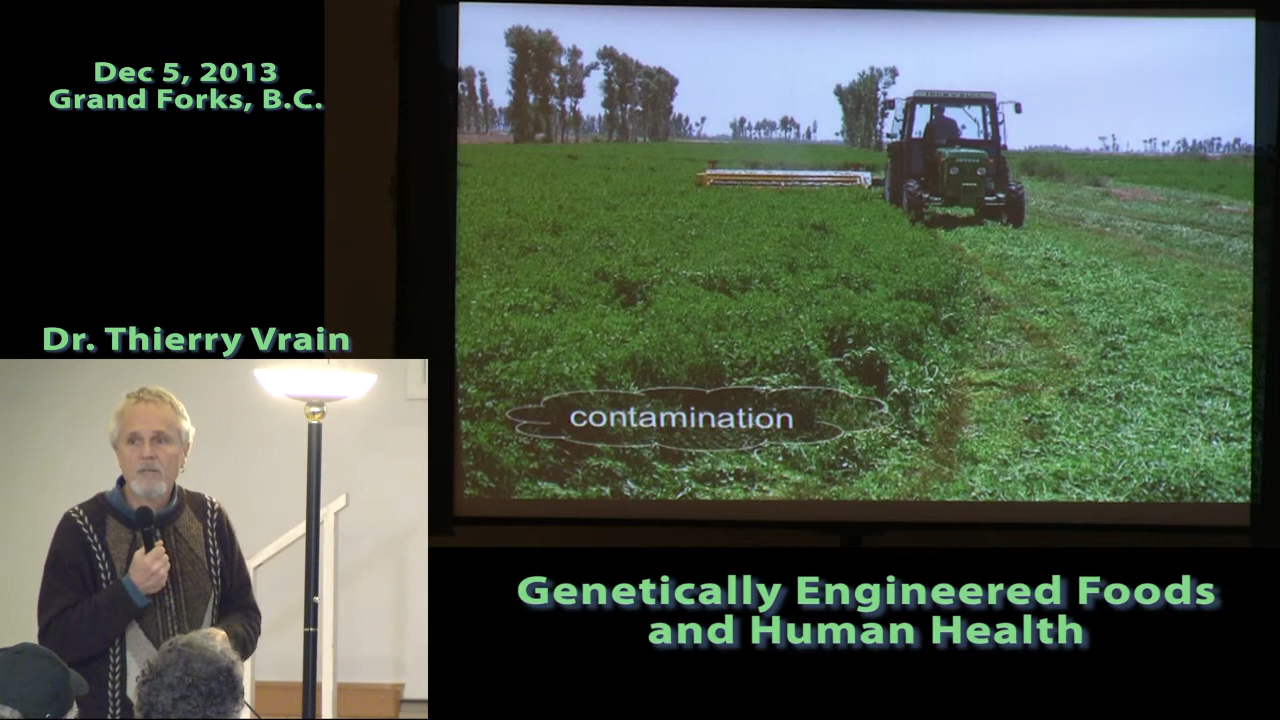 Dec 5, 2013
Grand Forks, B.C.
Dr. Thierry Vrain
contamination
Genetically Engineered Foods
and Human Health